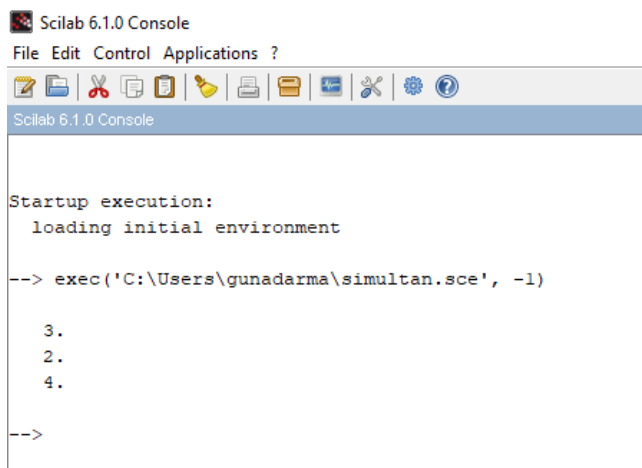 Scilab 6.1.0 Console
File Edit Control Applications ?
Scilab 6.1.0 Console
Startup execution:
loading initial environment
--> exec('C:\Users\gunadarma\simultan.sce', -1)
3.
2.
4.
-->